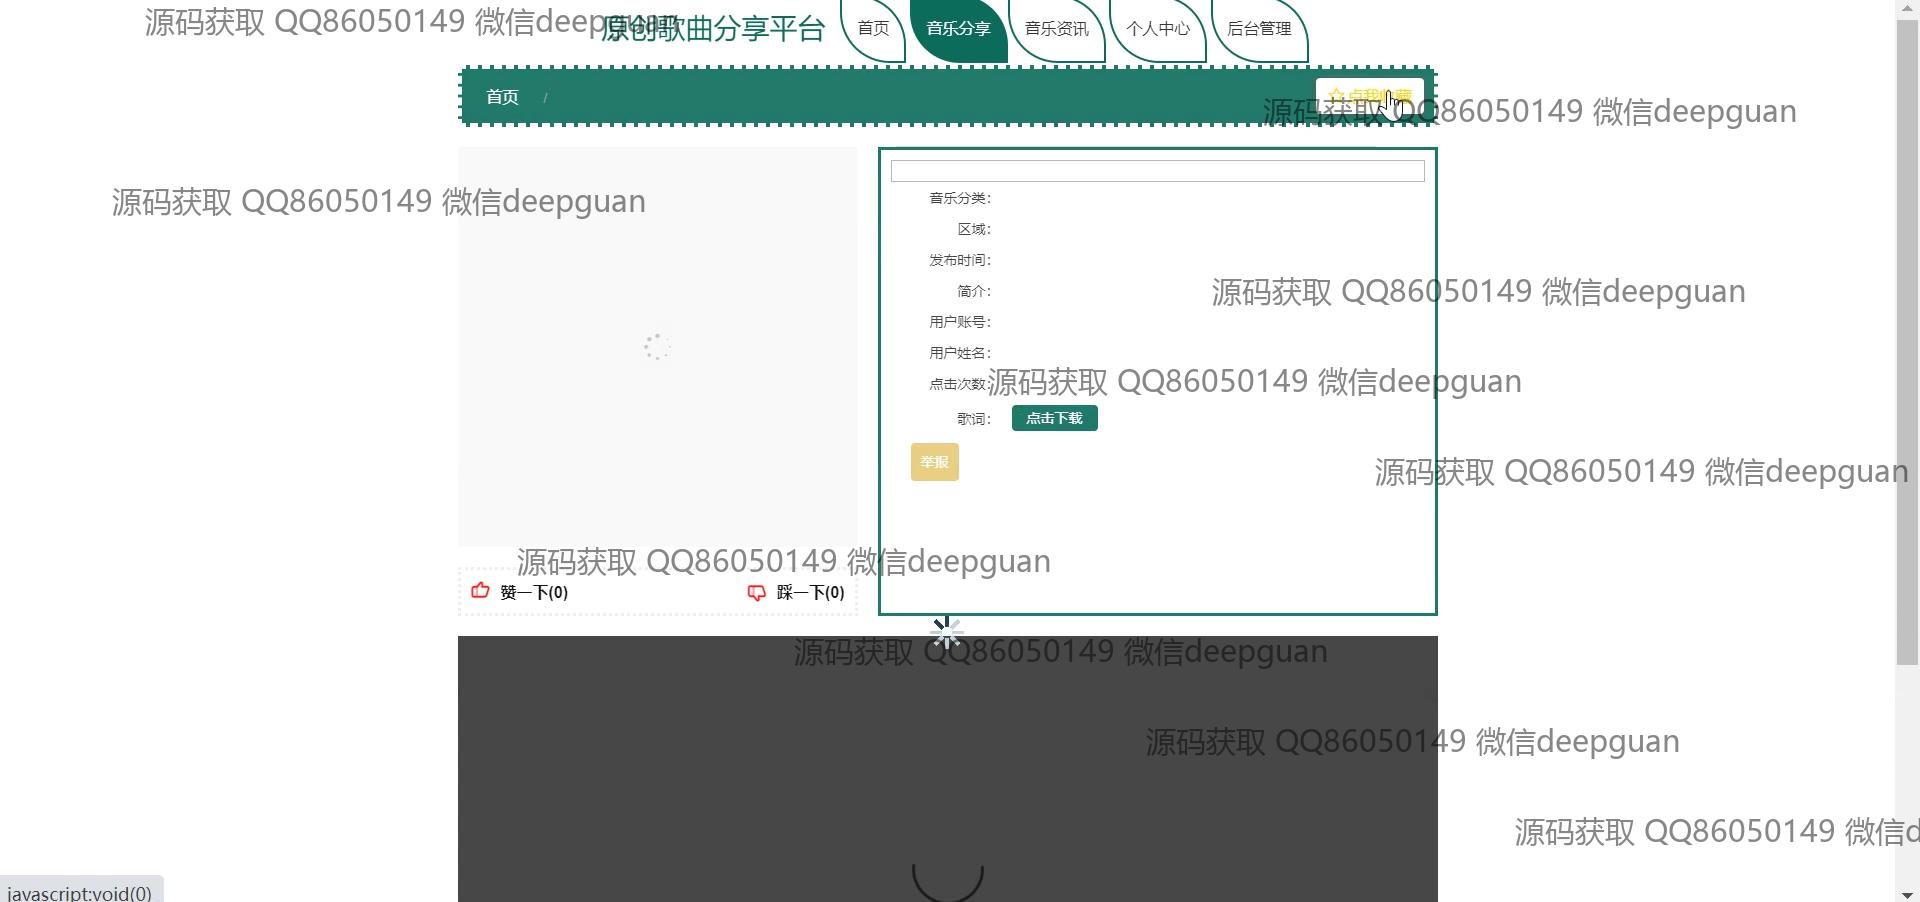 源码获取 QQ86050149 微信deepguan
原创歌曲分享平台
首页
音乐分享
音乐资讯
个人中心
后台管理
首页 /
点我收藏
源码获取 QQ86050149 微信deepguan
源码获取 QQ86050149 微信deepguan
音乐分类：
区域：
发布时间：
简介：
源码获取 QQ86050149 微信deepguan
用户账号：
用户姓名：
点击次数：
源码获取 QQ86050149 微信deepguan
歌词：
点击下载
举报
源码获取 QQ86050149 微信deepguan
源码获取 QQ86050149 微信deepguan
赞一下(0)
踩一下(0)
源码获取 QQ86050149 微信deepguan
源码获取 QQ86050149 微信deepguan
源码获取 QQ86050149 微信d
javascript:void(0)